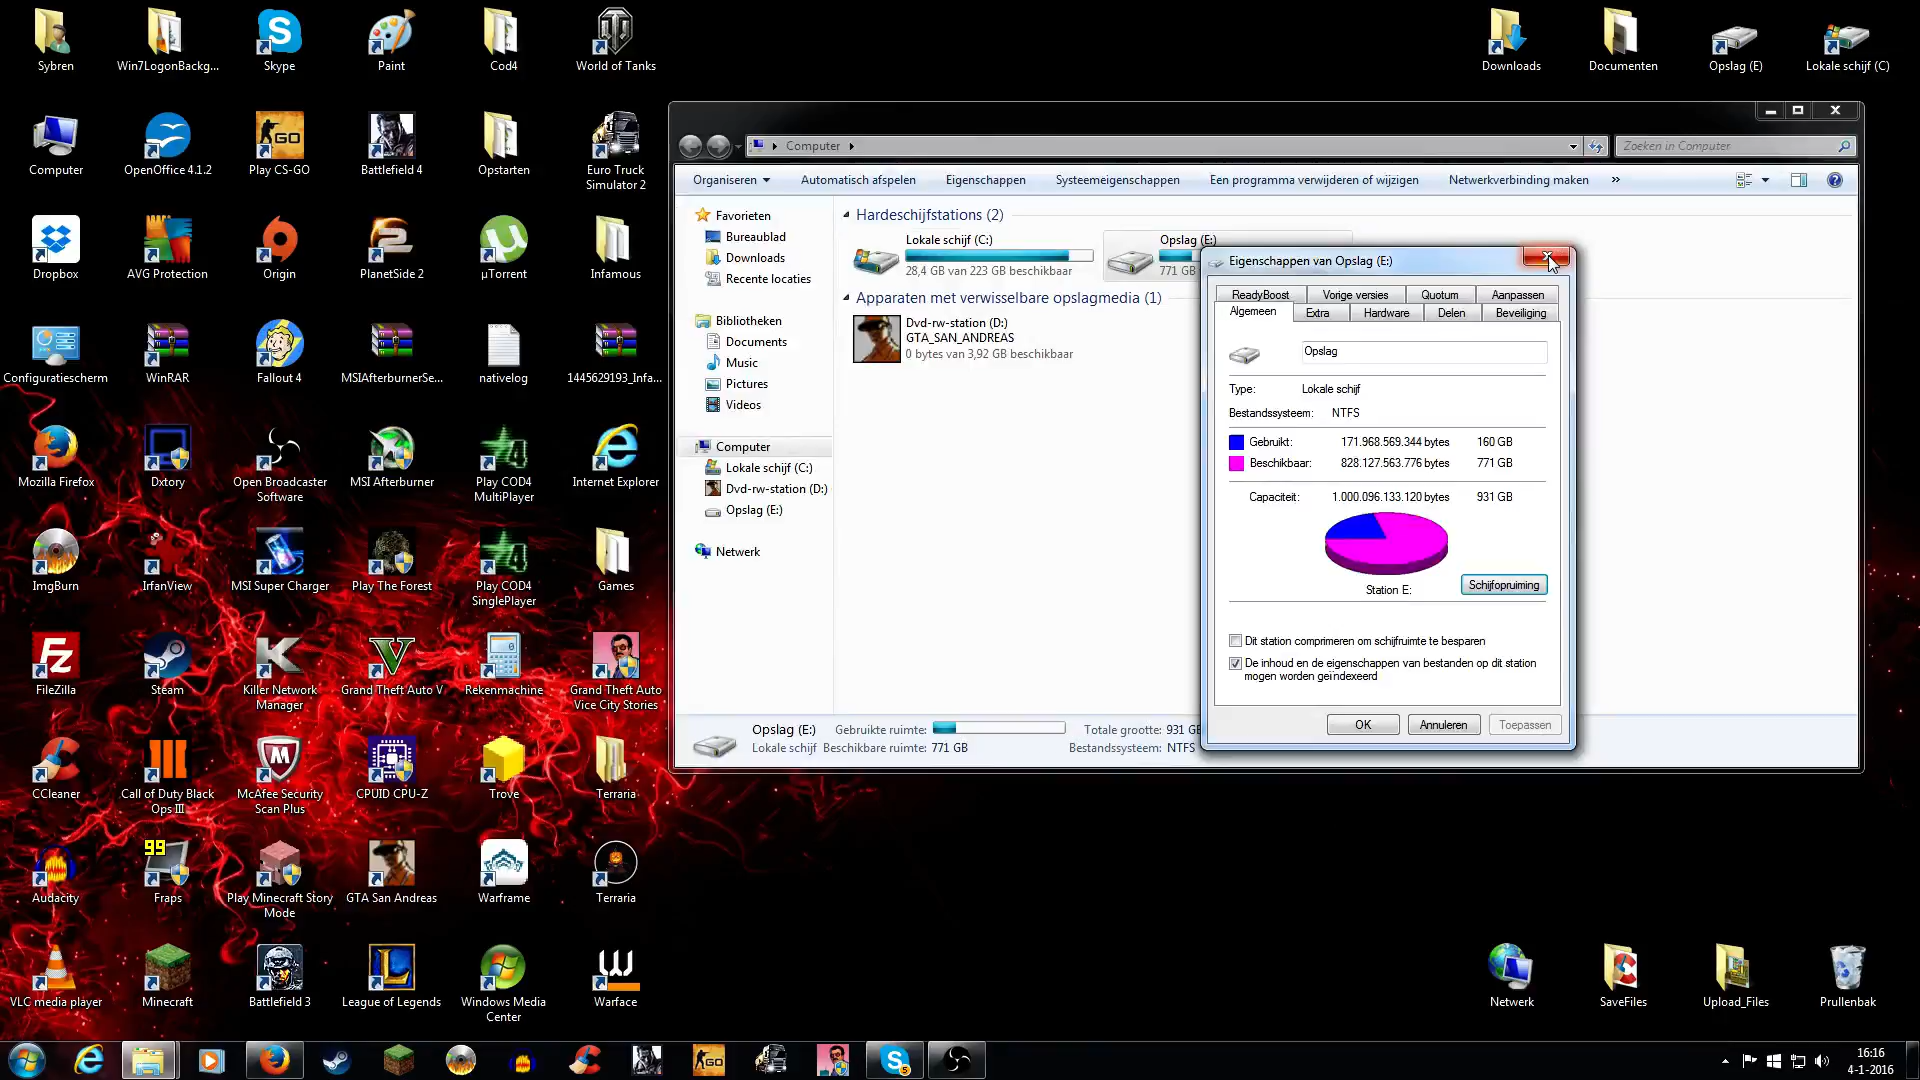 Sybren
Win7LogonBackg...
Skype
Paint
Cod4
World of Tanks
Downloads
Documenten
Opslag (E)
Lokale schijf (C)
Computer
OpenOffice 4.1.2
Play CS-GO
Battlefield 4
Opstarten
Euro Truck
Simulator 2
Dropbox
AVG Protection
Origin
PlanetSide 2
µTorrent
Infamous
Configuratiescherm
WinRAR
Fallout 4
MSIAfterburnerSe...
nativelog
1445629193_Infa...
Mozilla Firefox
Dxtory
Open Broadcaster
Software
MSI Afterburner
Play COD4
MultiPlayer
Internet Explorer
ImgBurn
IrfanView
MSI Super Charger
Play The Forest
Play COD4
SinglePlayer
Games
FileZilla
Steam
Killer Network
Manager
Grand Theft Auto V
Rekenmachine
Grand Theft Auto
Vice City Stories
CCleaner
Call of Duty Black
Ops III
McAfee Security
Scan Plus
CPUID CPU-Z
Trove
Terraria
99
Audacity
Fraps
Play Minecraft Story
Mode
GTA San Andreas
Warframe
Terraria
VLC media player
Minecraft
Battlefield 3
League of Legends
Windows Media
Center
Warface
Computer
Zoeken in Computer
Organiseren
Automatisch afspelen
Eigenschappen
Systeemeigenschappen
Een programma verwijderen of wijzigen
Netwerkverbinding maken
»
Favorieten
Bureaublad
Downloads
Recente locaties
Bibliotheken
Documents
Music
Pictures
Videos
Computer
Lokale schijf (C:)
Dvd-rw-station (D:)
Opslag (E:)
Netwerk
Hardeschijfstations (2)
Lokale schijf (C:)
28,4 GB van 223 GB beschikbaar
Opslag (E:)
771 GB
Apparaten met verwisselbare opslagmedia (1)
Dvd-rw-station (D:)
GTA_SAN_ANDREAS
0 bytes van 3,92 GB beschikbaar
Opslag (E:) Gebruikte ruimte: Totale grootte: 931 GB
Lokale schijf Beschikbare ruimte: 771 GB Bestandssysteem: NTFS
Eigenschappen van Opslag (E:)
ReadyBoost Vorige versies Quotum Aanpassen
Algemeen Extra Hardware Delen Beveiliging
Opslag
Type: Lokale schijf
Bestandssysteem: NTFS
Gebruikt: 171.968.569.344 bytes 160 GB
Beschikbaar: 828.127.563.776 bytes 771 GB
Capaciteit: 1.000.096.133.120 bytes 931 GB
Station E:
Schijfopruiming
Dit station comprimeren om schijfruimte te besparen
De inhoud en de eigenschappen van bestanden op dit station
mogen worden geïndexeerd
OK Annuleren Toepassen
Netwerk
SaveFiles
Upload_Files
Prullenbak
GO
5
16:16
4-1-2016